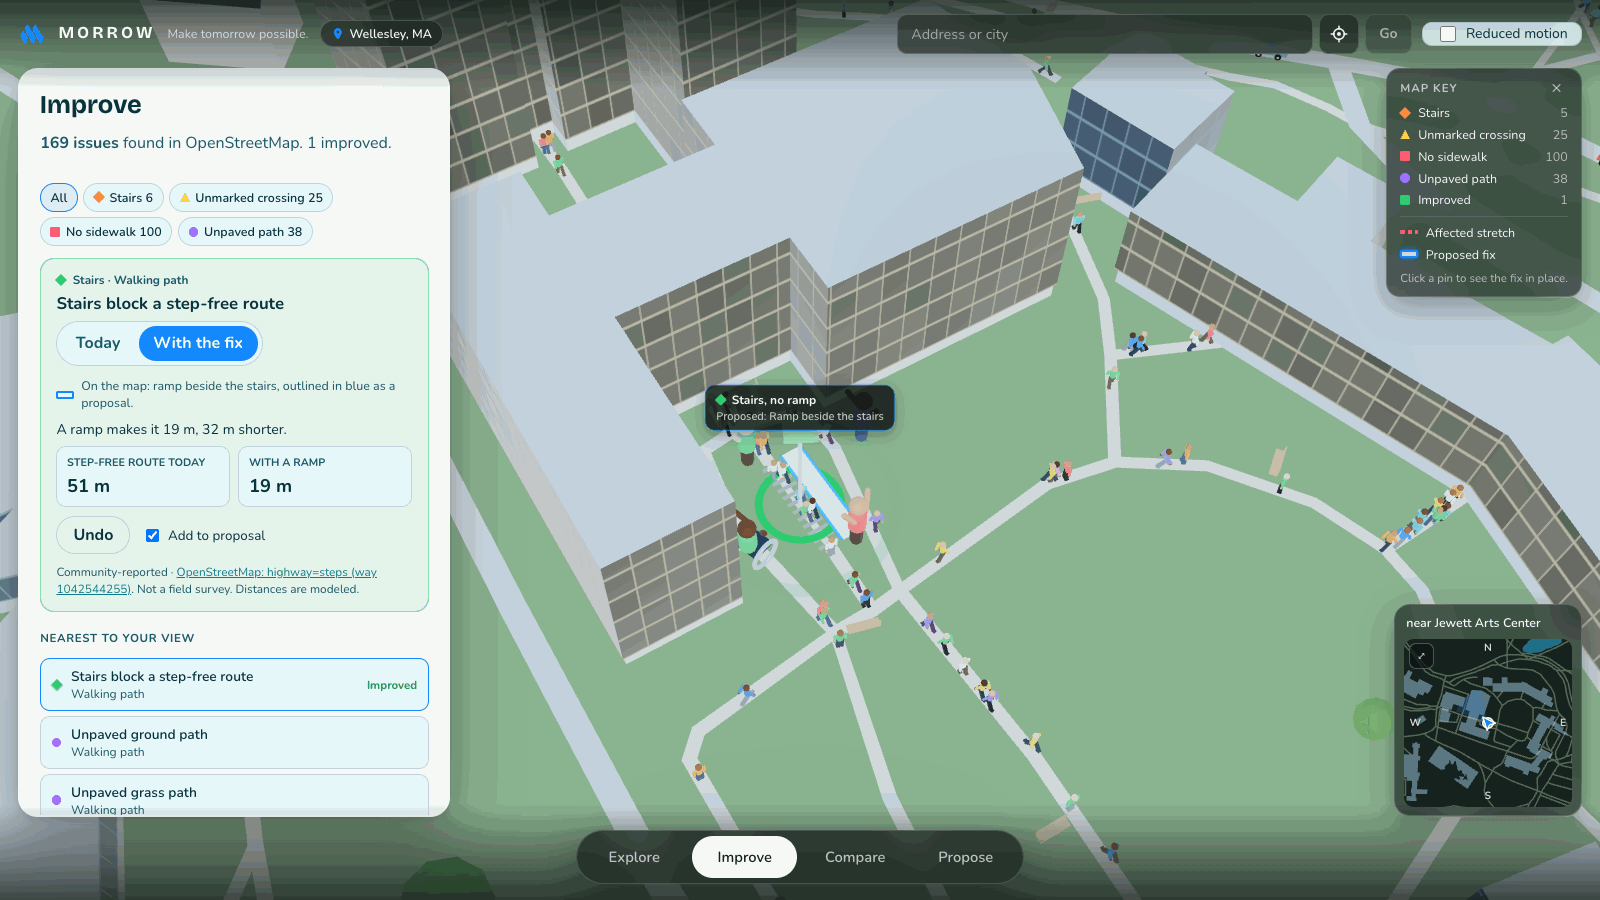 MORROW Make tomorrow possible. Wellesley, MA
Address or city
Go
Reduced motion
Improve
169 issues found in OpenStreetMap. 1 improved.
All Stairs 6 Unmarked crossing 25
No sidewalk 100 Unpaved path 38
Stairs · Walking path
Stairs block a step-free route
Today With the fix
On the map: ramp beside the stairs, outlined in blue as a
proposal.
A ramp makes it 19 m, 32 m shorter.
STEP-FREE ROUTE TODAY
51 m
WITH A RAMP
19 m
Undo Add to proposal
Community-reported · OpenStreetMap: highway=steps (way
1042544255). Not a field survey. Distances are modeled.
NEAREST TO YOUR VIEW
Stairs block a step-free route
Walking path
Improved
Unpaved ground path
Walking path
Unpaved grass path
Walking path
Stairs, no ramp
Proposed: Ramp beside the stairs
MAP KEY
Stairs 5
Unmarked crossing 25
No sidewalk 100
Unpaved path 38
Improved 1
Affected stretch
Proposed fix
Click a pin to see the fix in place.
near Jewett Arts Center
N
W
E
S
Explore Improve Compare Propose